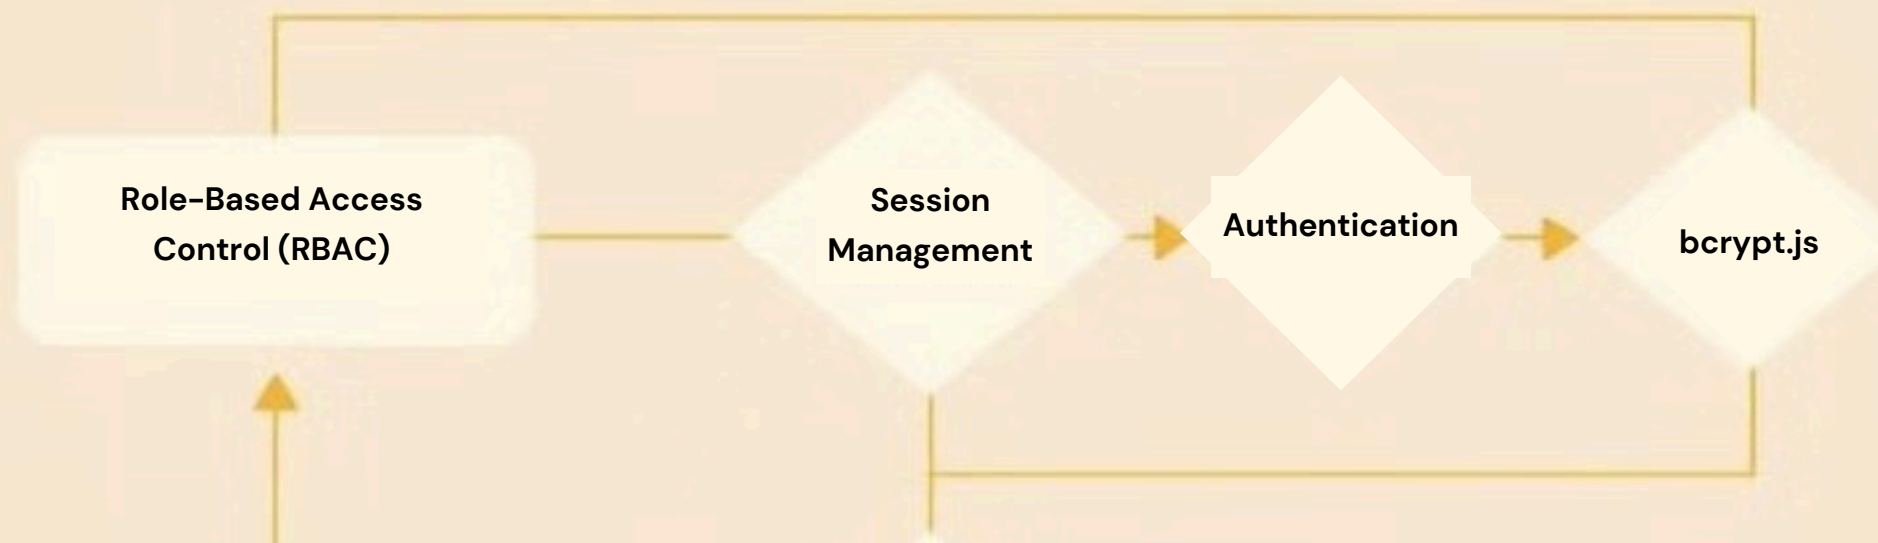 Role-Based Access
Control (RBAC)
Session
Management
Authentication
bcrypt.js